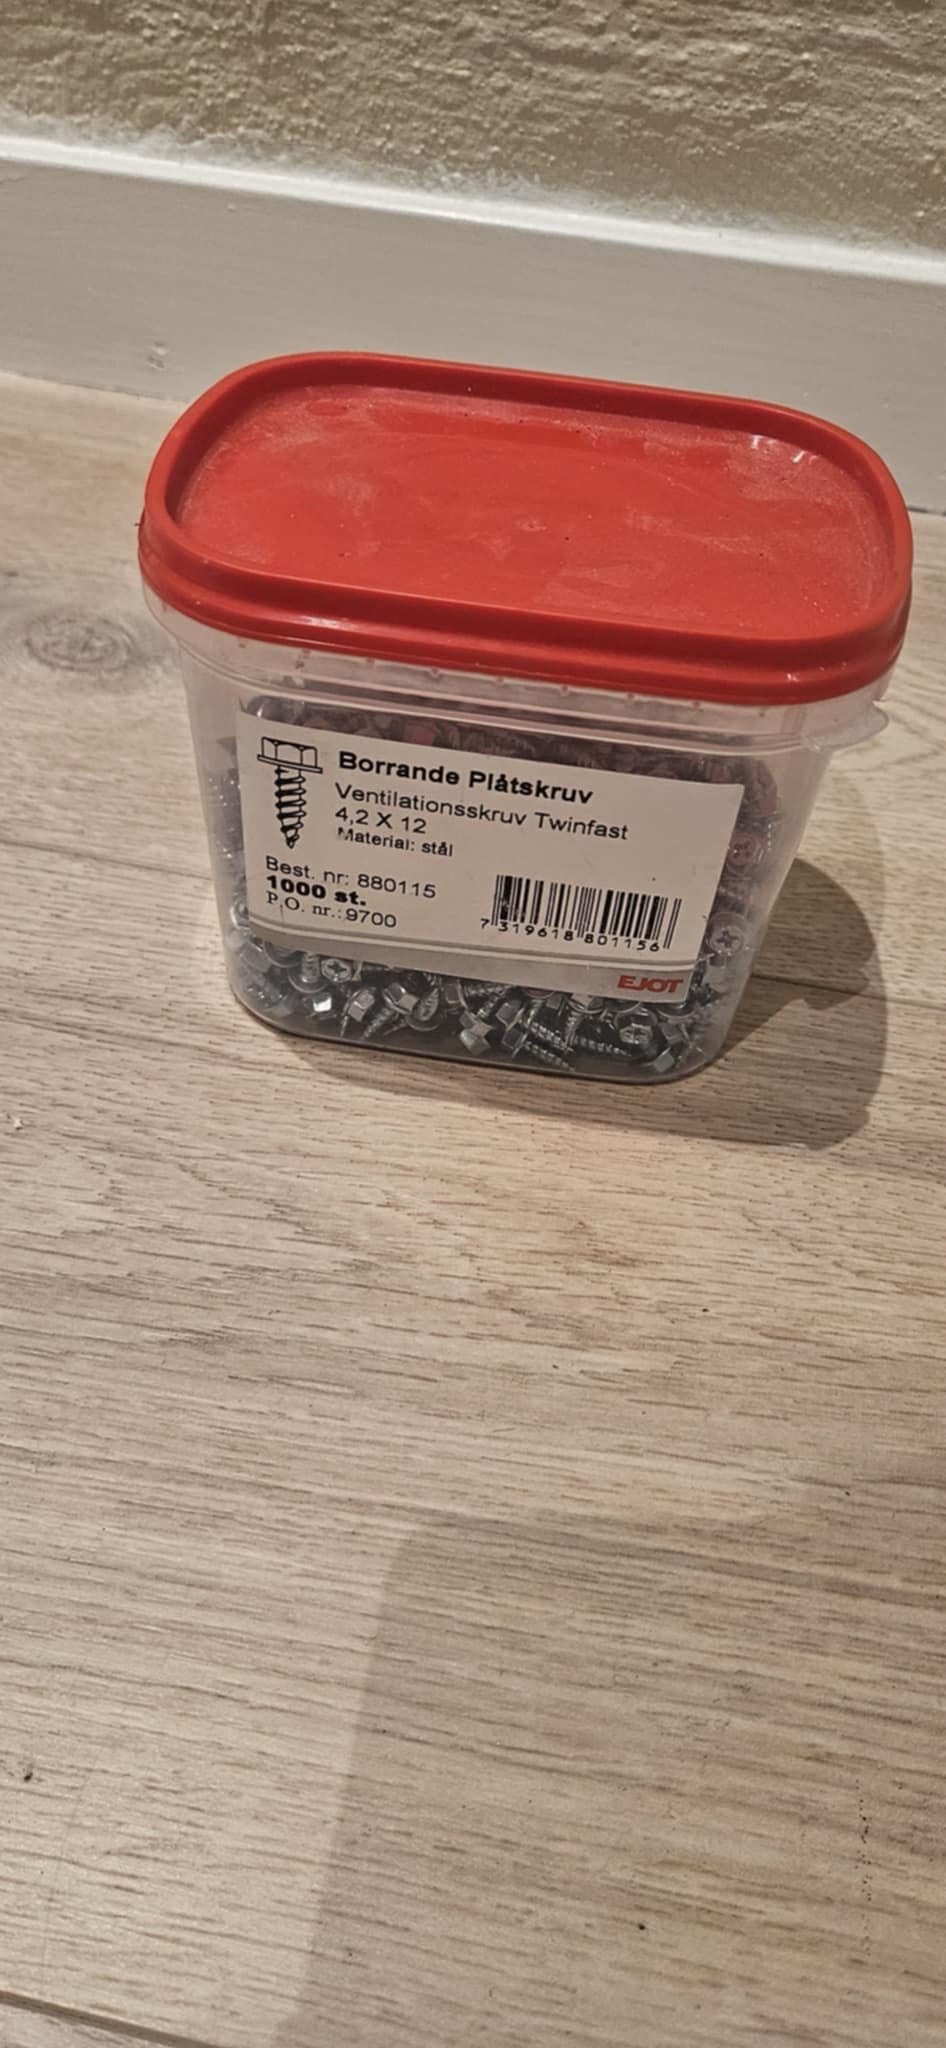 Borrande Plåtskruv
Ventilationsskruv Twinfast
4,2 X 12
Material: stål
Best. nr: 880115
1000 st.
P.O. nr.:9700
7 319618 801156
EJOT